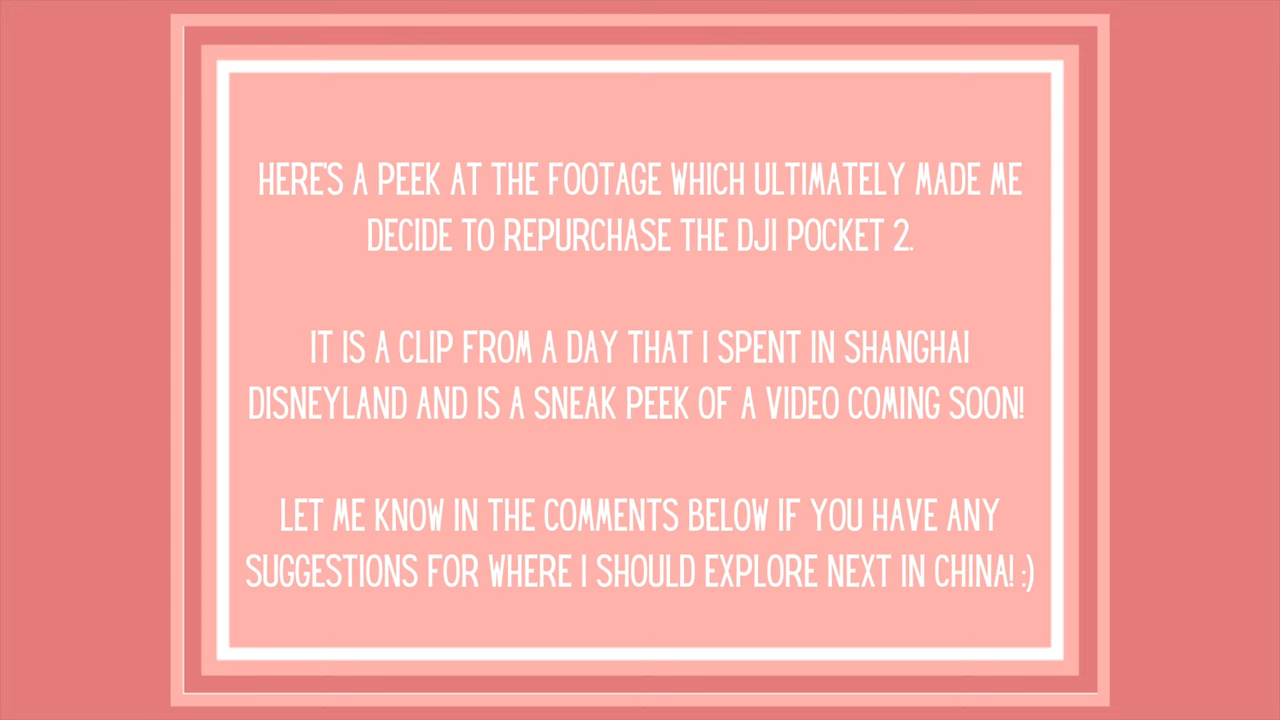 HERE'S A PEEK AT THE FOOTAGE WHICH ULTIMATELY MADE ME
DECIDE TO REPURCHASE THE DJI POCKET 2.
IT IS A CLIP FROM A DAY THAT I SPENT IN SHANGHAI
DISNEYLAND AND IS A SNEAK PEEK OF A VIDEO COMING SOON!
LET ME KNOW IN THE COMMENTS BELOW IF YOU HAVE ANY
SUGGESTIONS FOR WHERE I SHOULD EXPLORE NEXT IN CHINA! :)